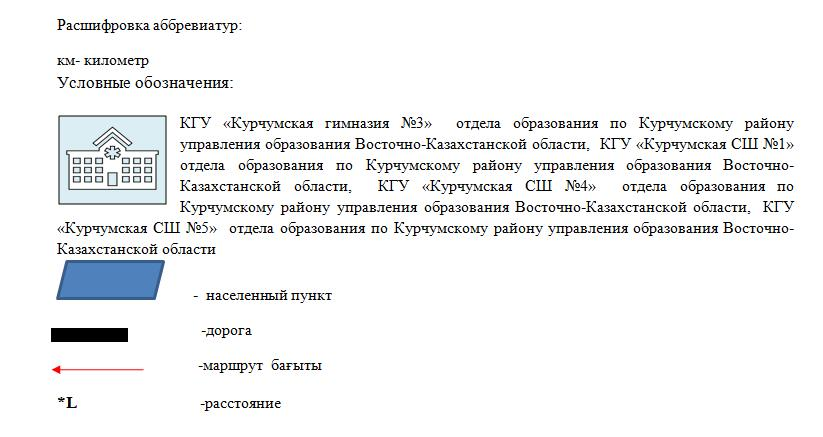 Расшифровка аббревиатур:
км- километр
Условные обозначения:
КГУ «Курчумская гимназия №3» отдела образования по Курчумскому району
управления образования Восточно-Казахстанской области, КГУ «Курчумская СШ №1»
отдела образования по Курчумскому району управления образования Восточно-
Казахстанской области, КГУ «Курчумская СШ №4» отдела образования по
Курчумскому району управления образования Восточно-Казахстанской области, КГУ
«Курчумская СШ №5» отдела образования по Курчумскому району управления образования Восточно-
Казахстанской области
- населенный пункт
-дорога
-маршрут бағыты
*L -расстояние